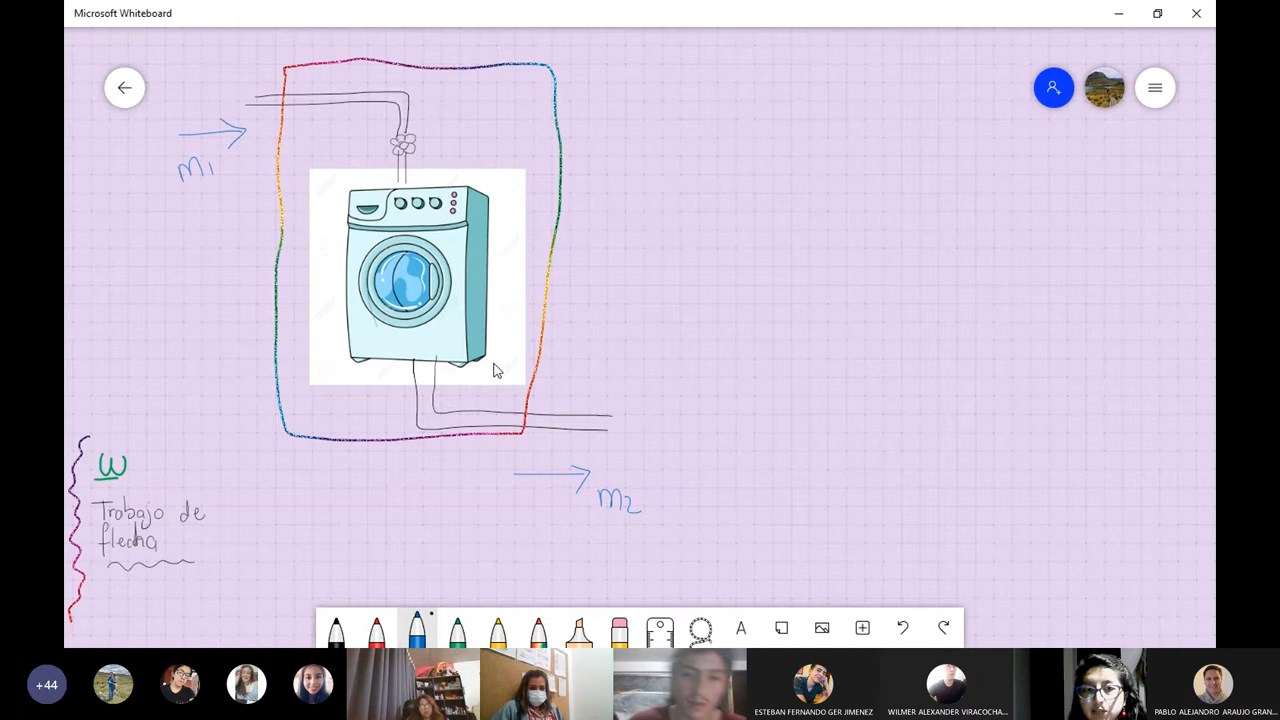 Microsoft Whiteboard
m1
W
Trabajo de
flecha
m2
A
+44
ESTEBAN FERNANDO GER JIMENEZ
WILMER ALEXANDER VIRACOCHA...
PABLO ALEJANDRO ARAUJO GRAN...